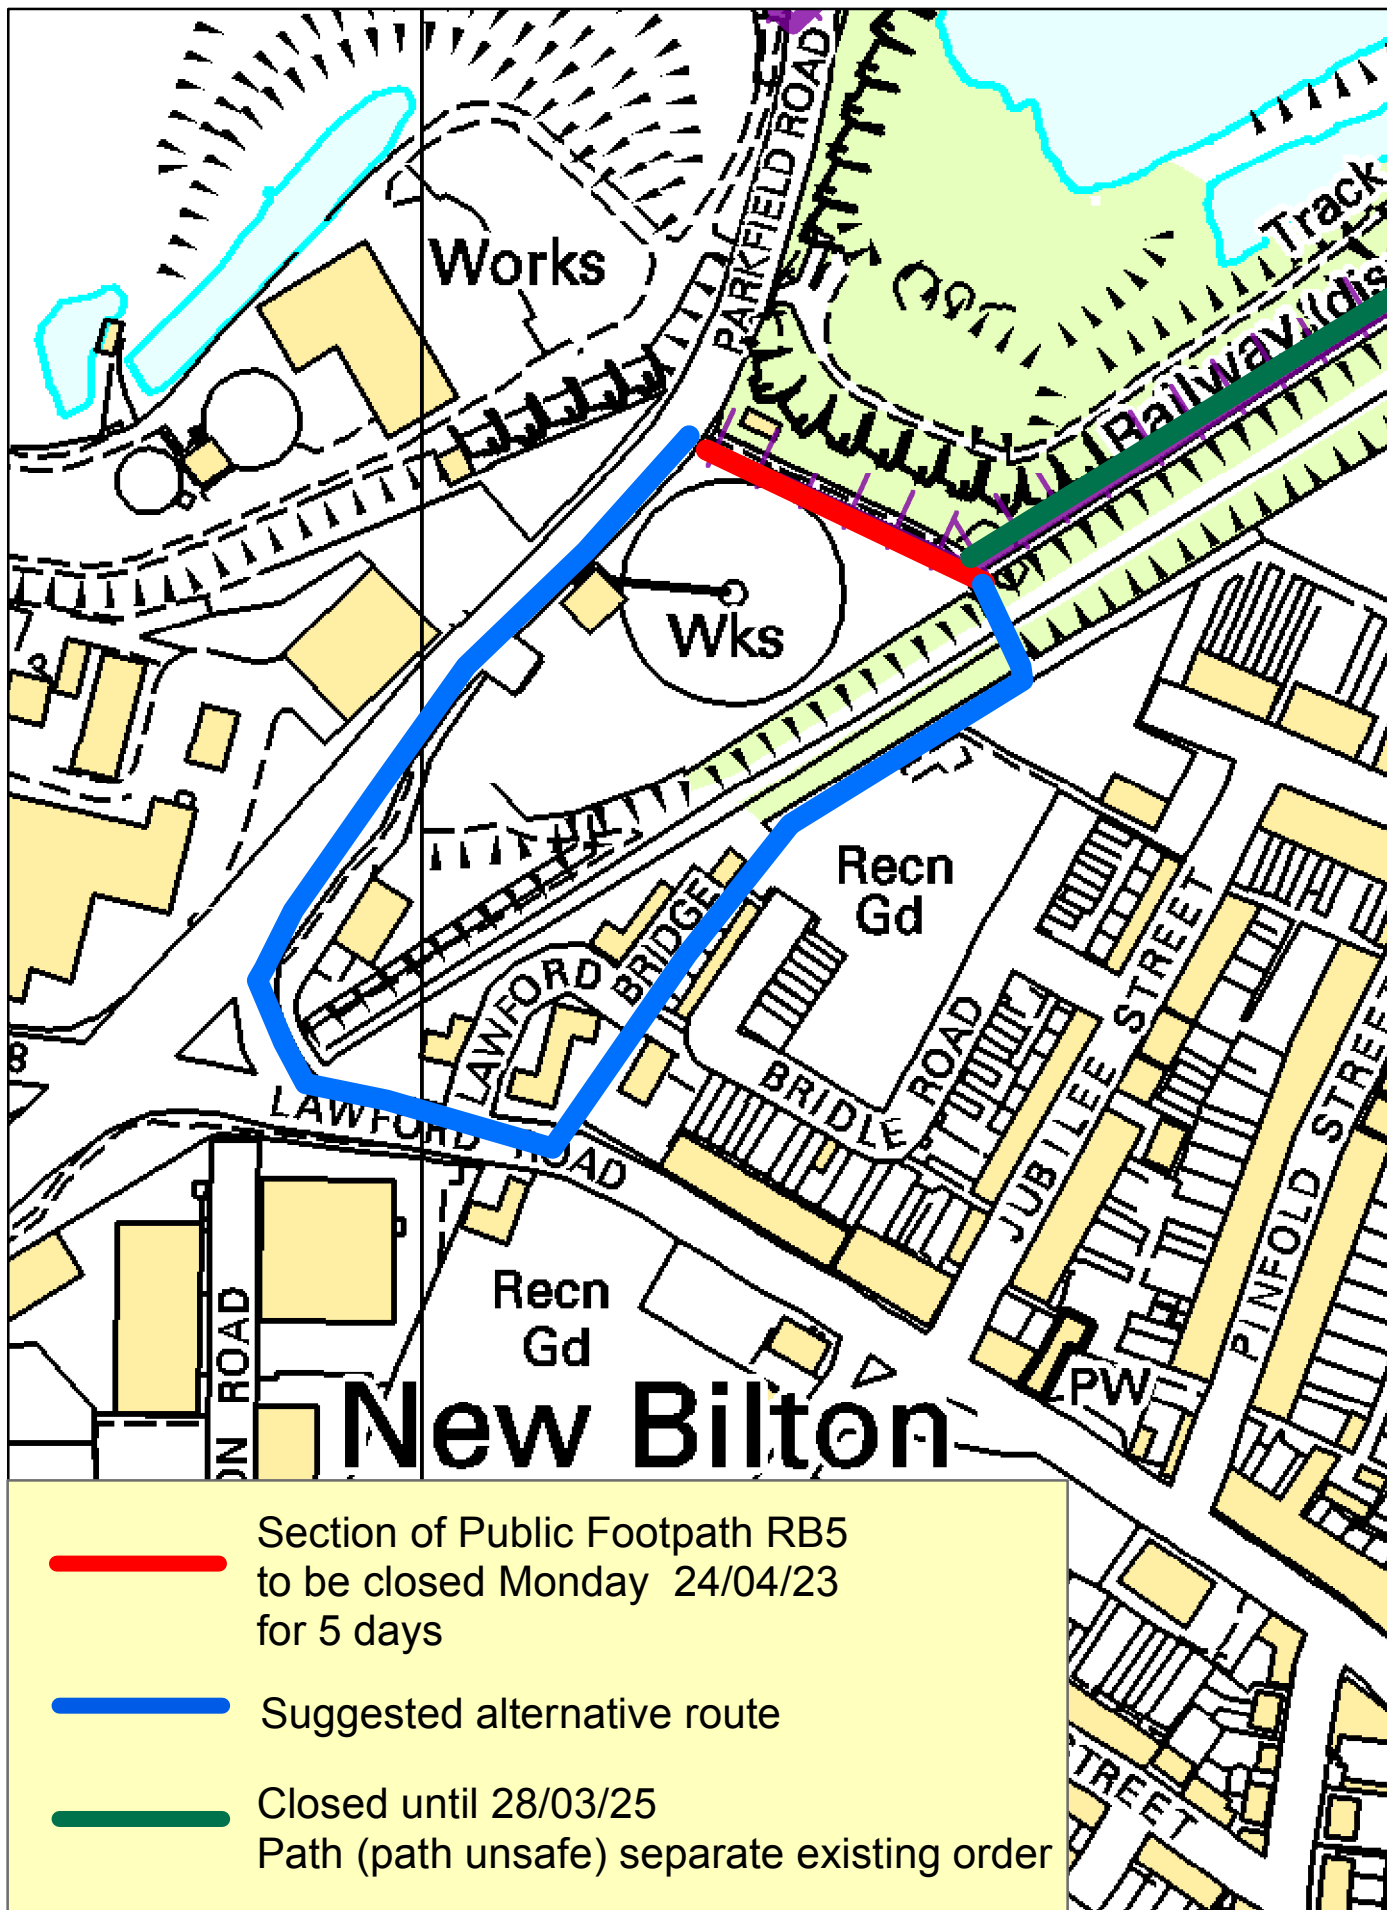 PARKFIELD ROAD
Track
Works
Railway (dis
Wks
Recn
Gd
LAWFORD
BRIDGE
BRIDLE
ROAD
JUBILEE STREET
PINFOLD STREET
8
LAWFORD ROAD
Recn
Gd
ROAD
ON
PW
New Bilton
STREET
Section of Public Footpath RB5
to be closed Monday 24/04/23
for 5 days
Suggested alternative route
Closed until 28/03/25
Path (path unsafe) separate existing order